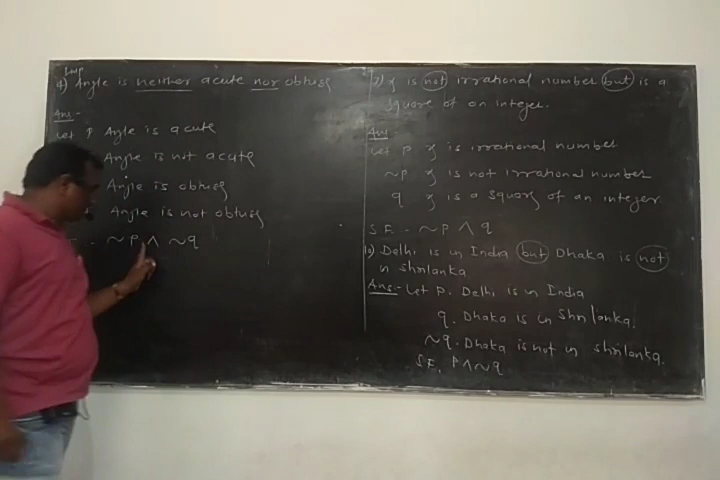 Imp
4) Angle is neither acute nor obtuse
Ans:-
Let P Angle is acute
Angle is not acute
Angle is obtuse
Angle is not obtuse
- ~P ∧ ~q
7) x is not irrational number but is a
square of an integer.
Ans
Let P x is irrational number
~P x is not irrational number
q x is a square of an integer.
S.F. - ~P ∧ q
10) Delhi is in India but Dhaka is not
in shrilanka
Ans:- Let P. Delhi is in India
q. Dhaka is in Shrilanka.
~q. Dhaka is not in shrilanka.
S.F. P ∧ ~q